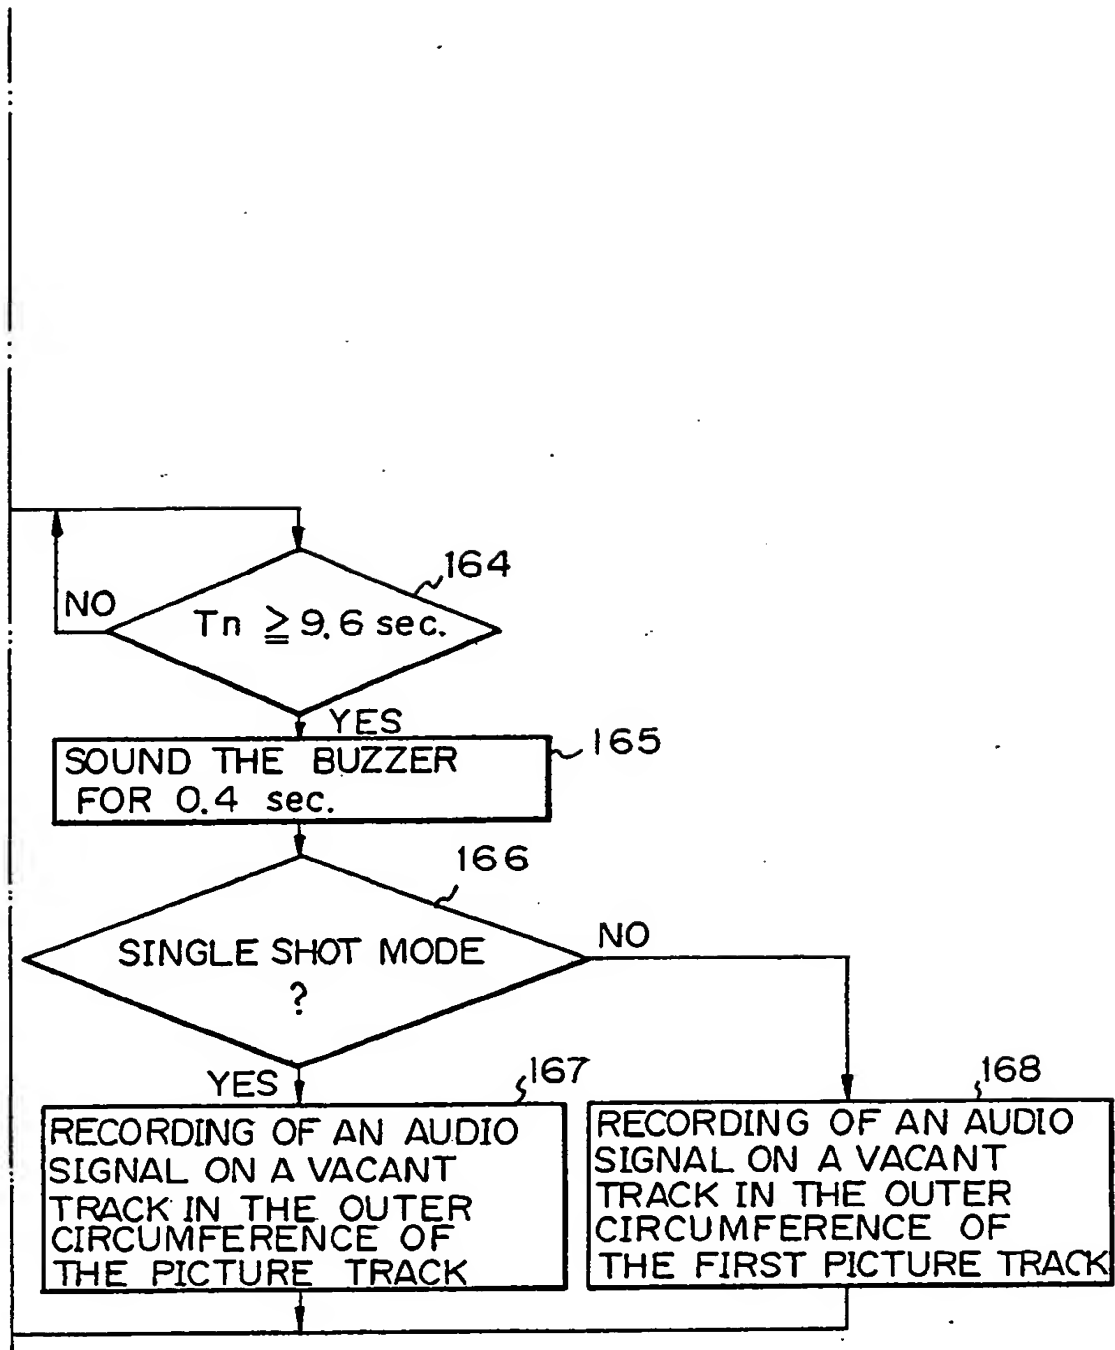 164
NO
Tn ≧ 9.6 sec.
YES
165
SOUND THE BUZZER
FOR 0.4 sec.
166
SINGLE SHOT MODE
?
NO
YES
167
RECORDING OF AN AUDIO
SIGNAL ON A VACANT
TRACK IN THE OUTER
CIRCUMFERENCE OF
THE PICTURE TRACK
168
RECORDING OF AN AUDIO
SIGNAL ON A VACANT
TRACK IN THE OUTER
CIRCUMFERENCE OF
THE FIRST PICTURE TRACK